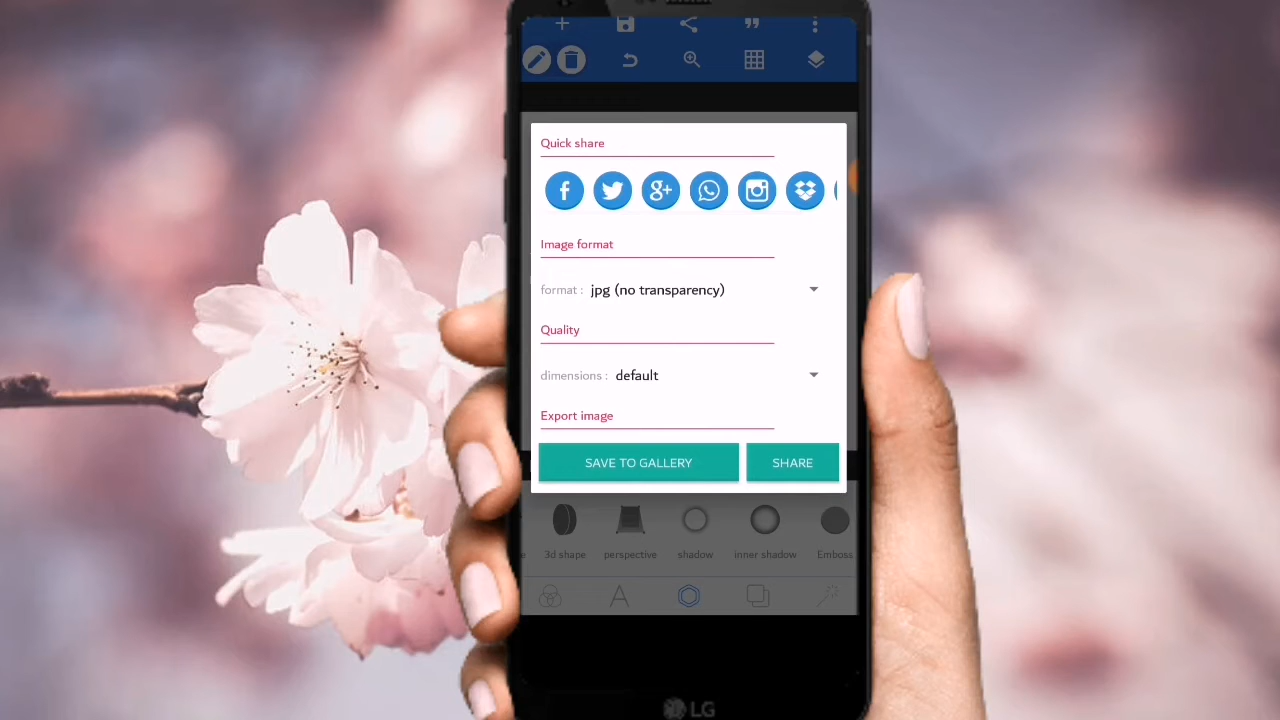 Quick share
Image format
format : jpg (no transparency)
Quality
dimensions : default
Export image
SAVE TO GALLERY SHARE
3d shape perspective shadow inner shadow Emboss
LG